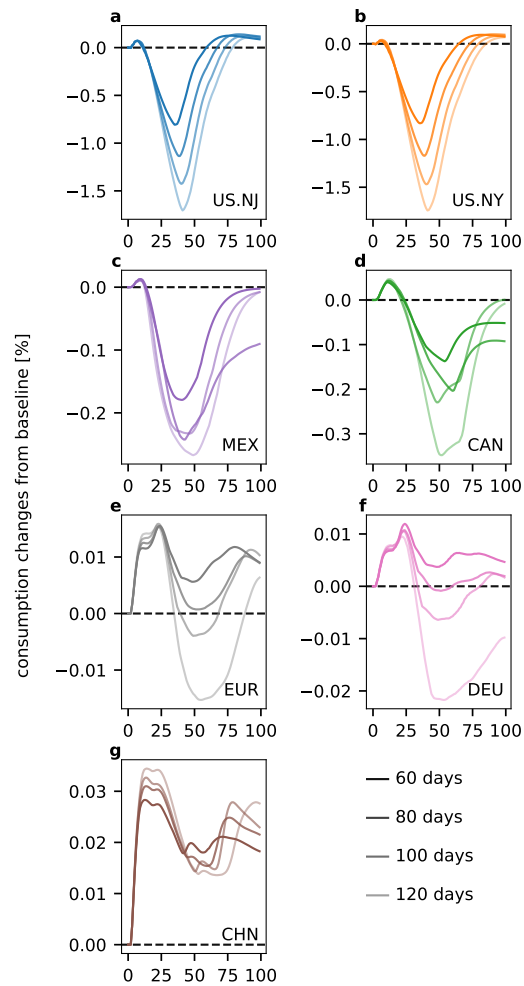 a
0.0
−0.5
−1.0
−1.5
US.NJ
0 25 50 75 100
b
0.0
−0.5
−1.0
−1.5
US.NY
0 25 50 75 100
c
0.0
−0.1
−0.2
MEX
0 25 50 75 100
d
0.0
−0.1
−0.2
−0.3
CAN
0 25 50 75 100
consumption changes from baseline [%]
e
0.01
0.00
−0.01
EUR
0 25 50 75 100
f
0.01
0.00
−0.01
−0.02
DEU
0 25 50 75 100
g
0.03
0.02
0.01
0.00
CHN
0 25 50 75 100
60 days
80 days
100 days
120 days